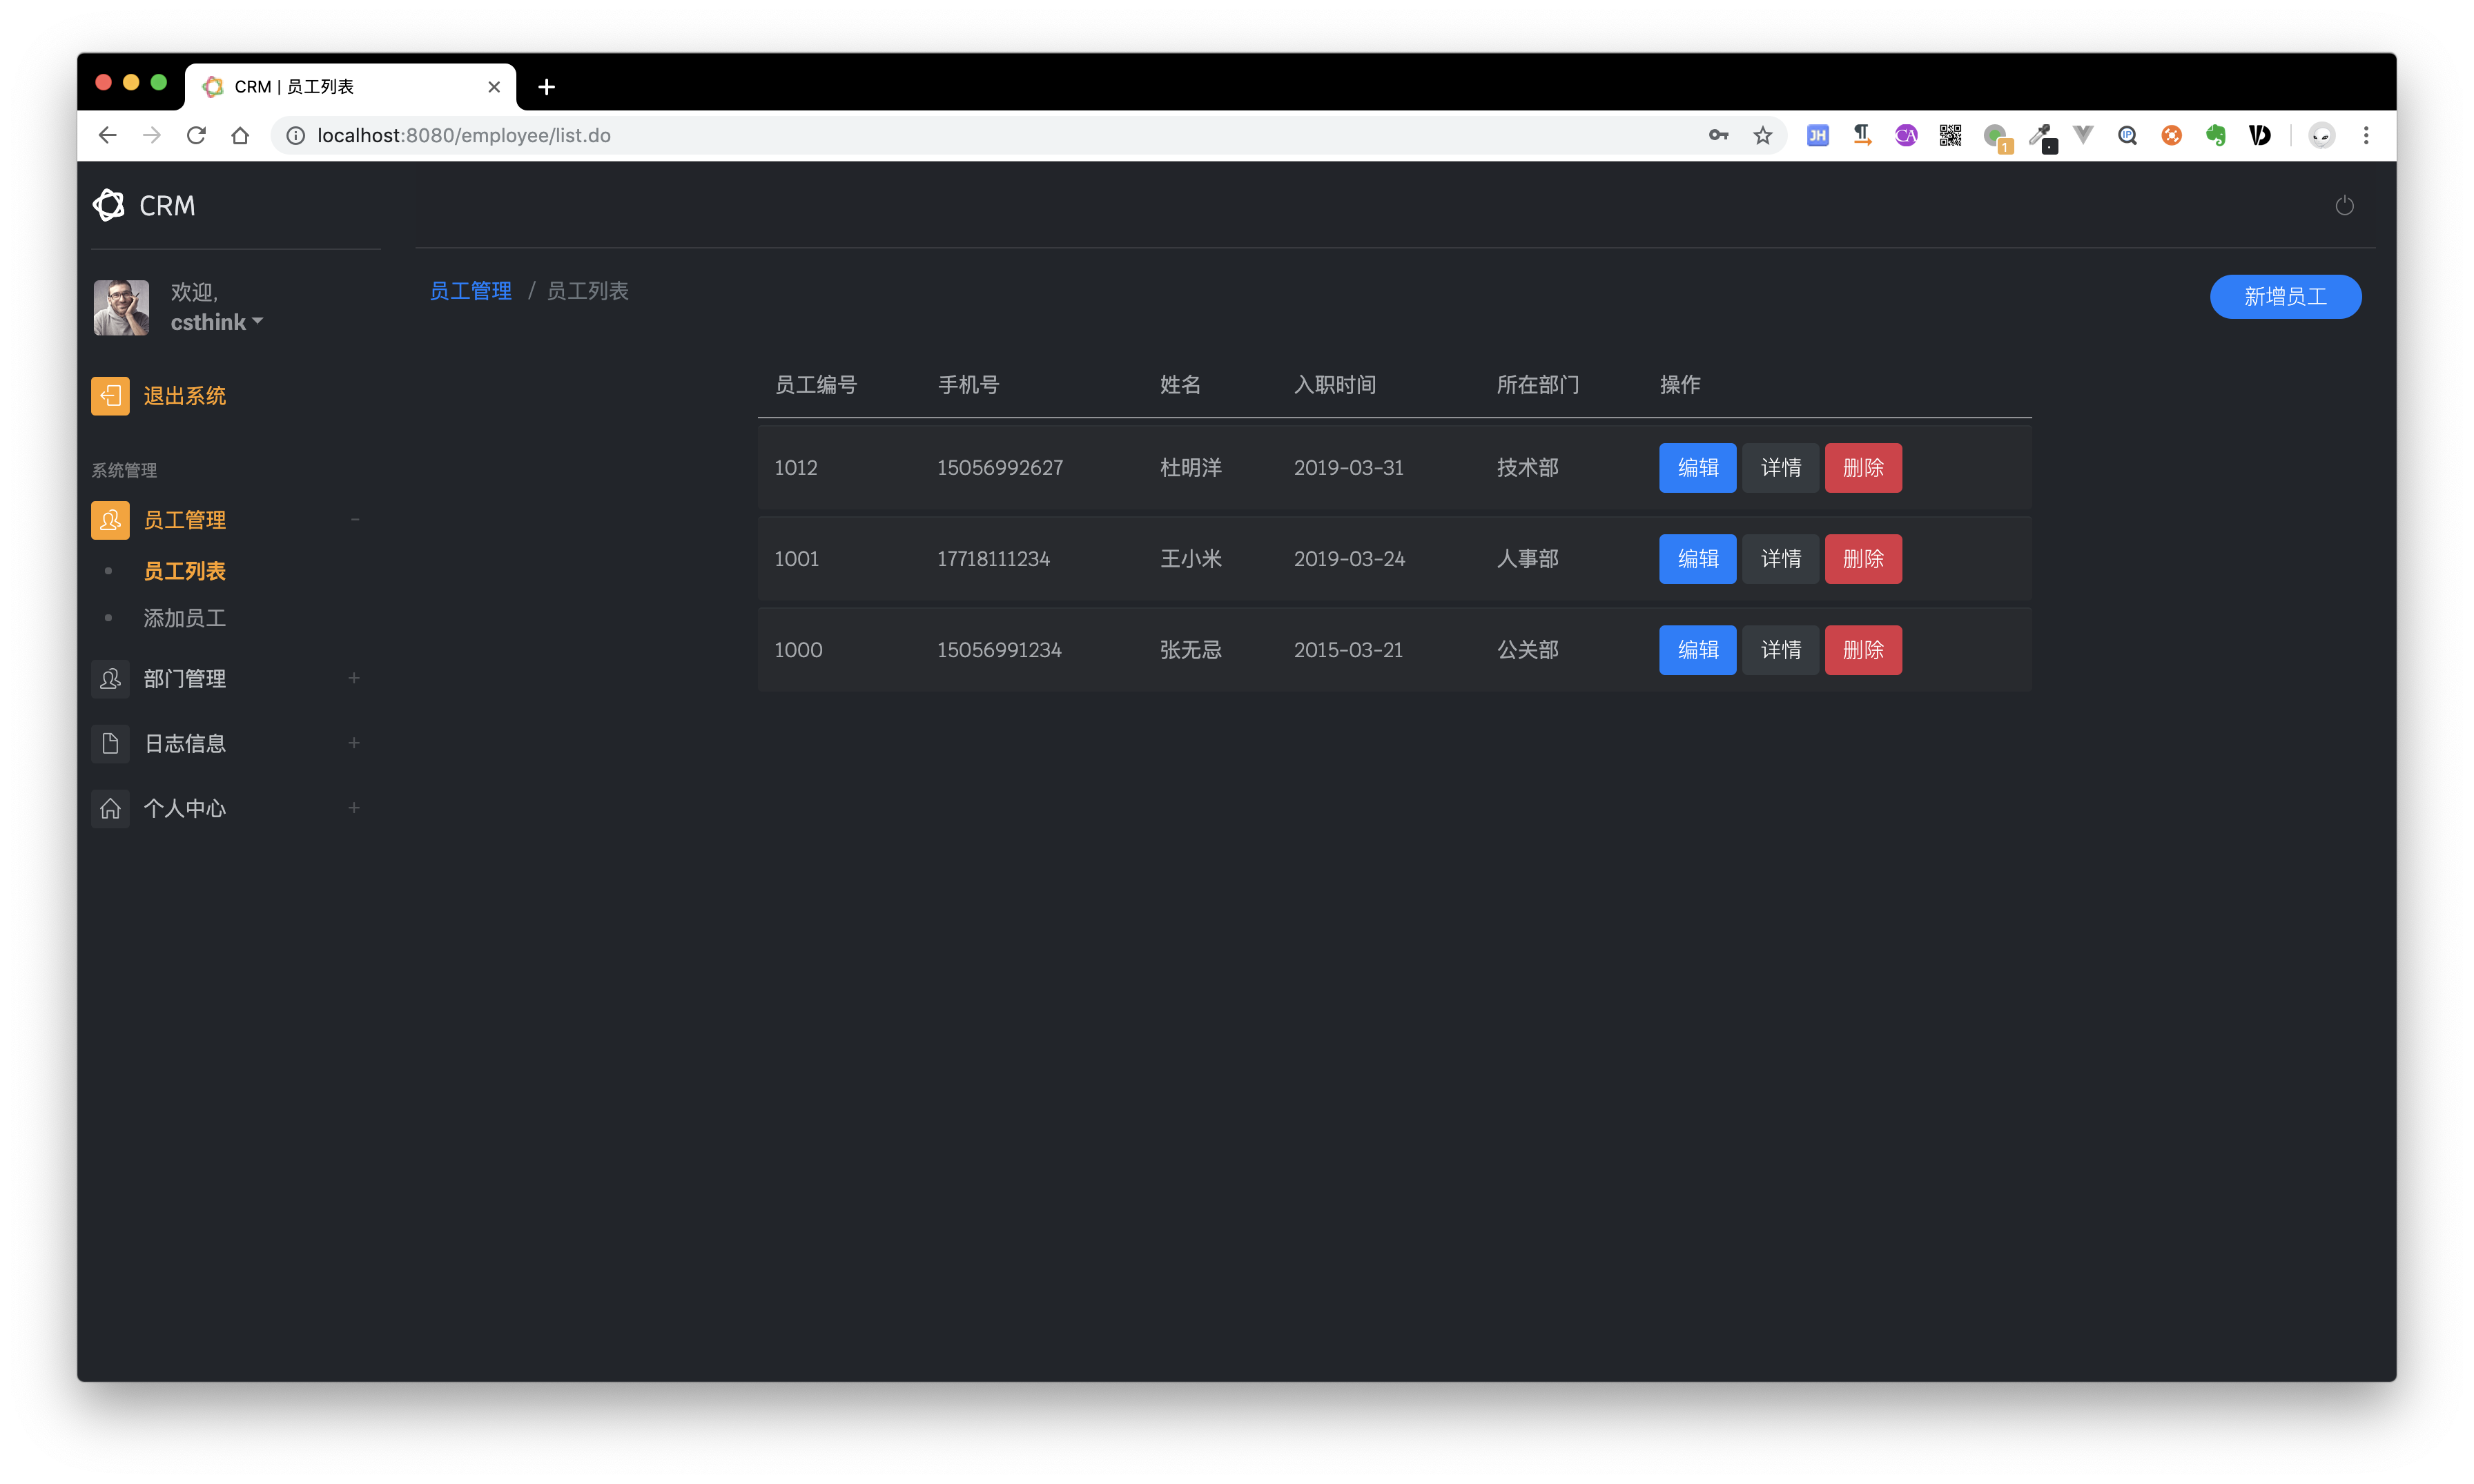 CRM | 员工列表
localhost:8080/employee/list.do
JH
CA
1
IP
CRM
欢迎,
csthink
退出系统
系统管理
员工管理
员工列表
添加员工
部门管理
日志信息
个人中心
员工管理 / 员工列表
新增员工
员工编号 手机号 姓名 入职时间 所在部门 操作
1012 15056992627 杜明洋 2019-03-31 技术部 编辑 详情 删除
1001 17718111234 王小米 2019-03-24 人事部 编辑 详情 删除
1000 15056991234 张无忌 2015-03-21 公关部 编辑 详情 删除